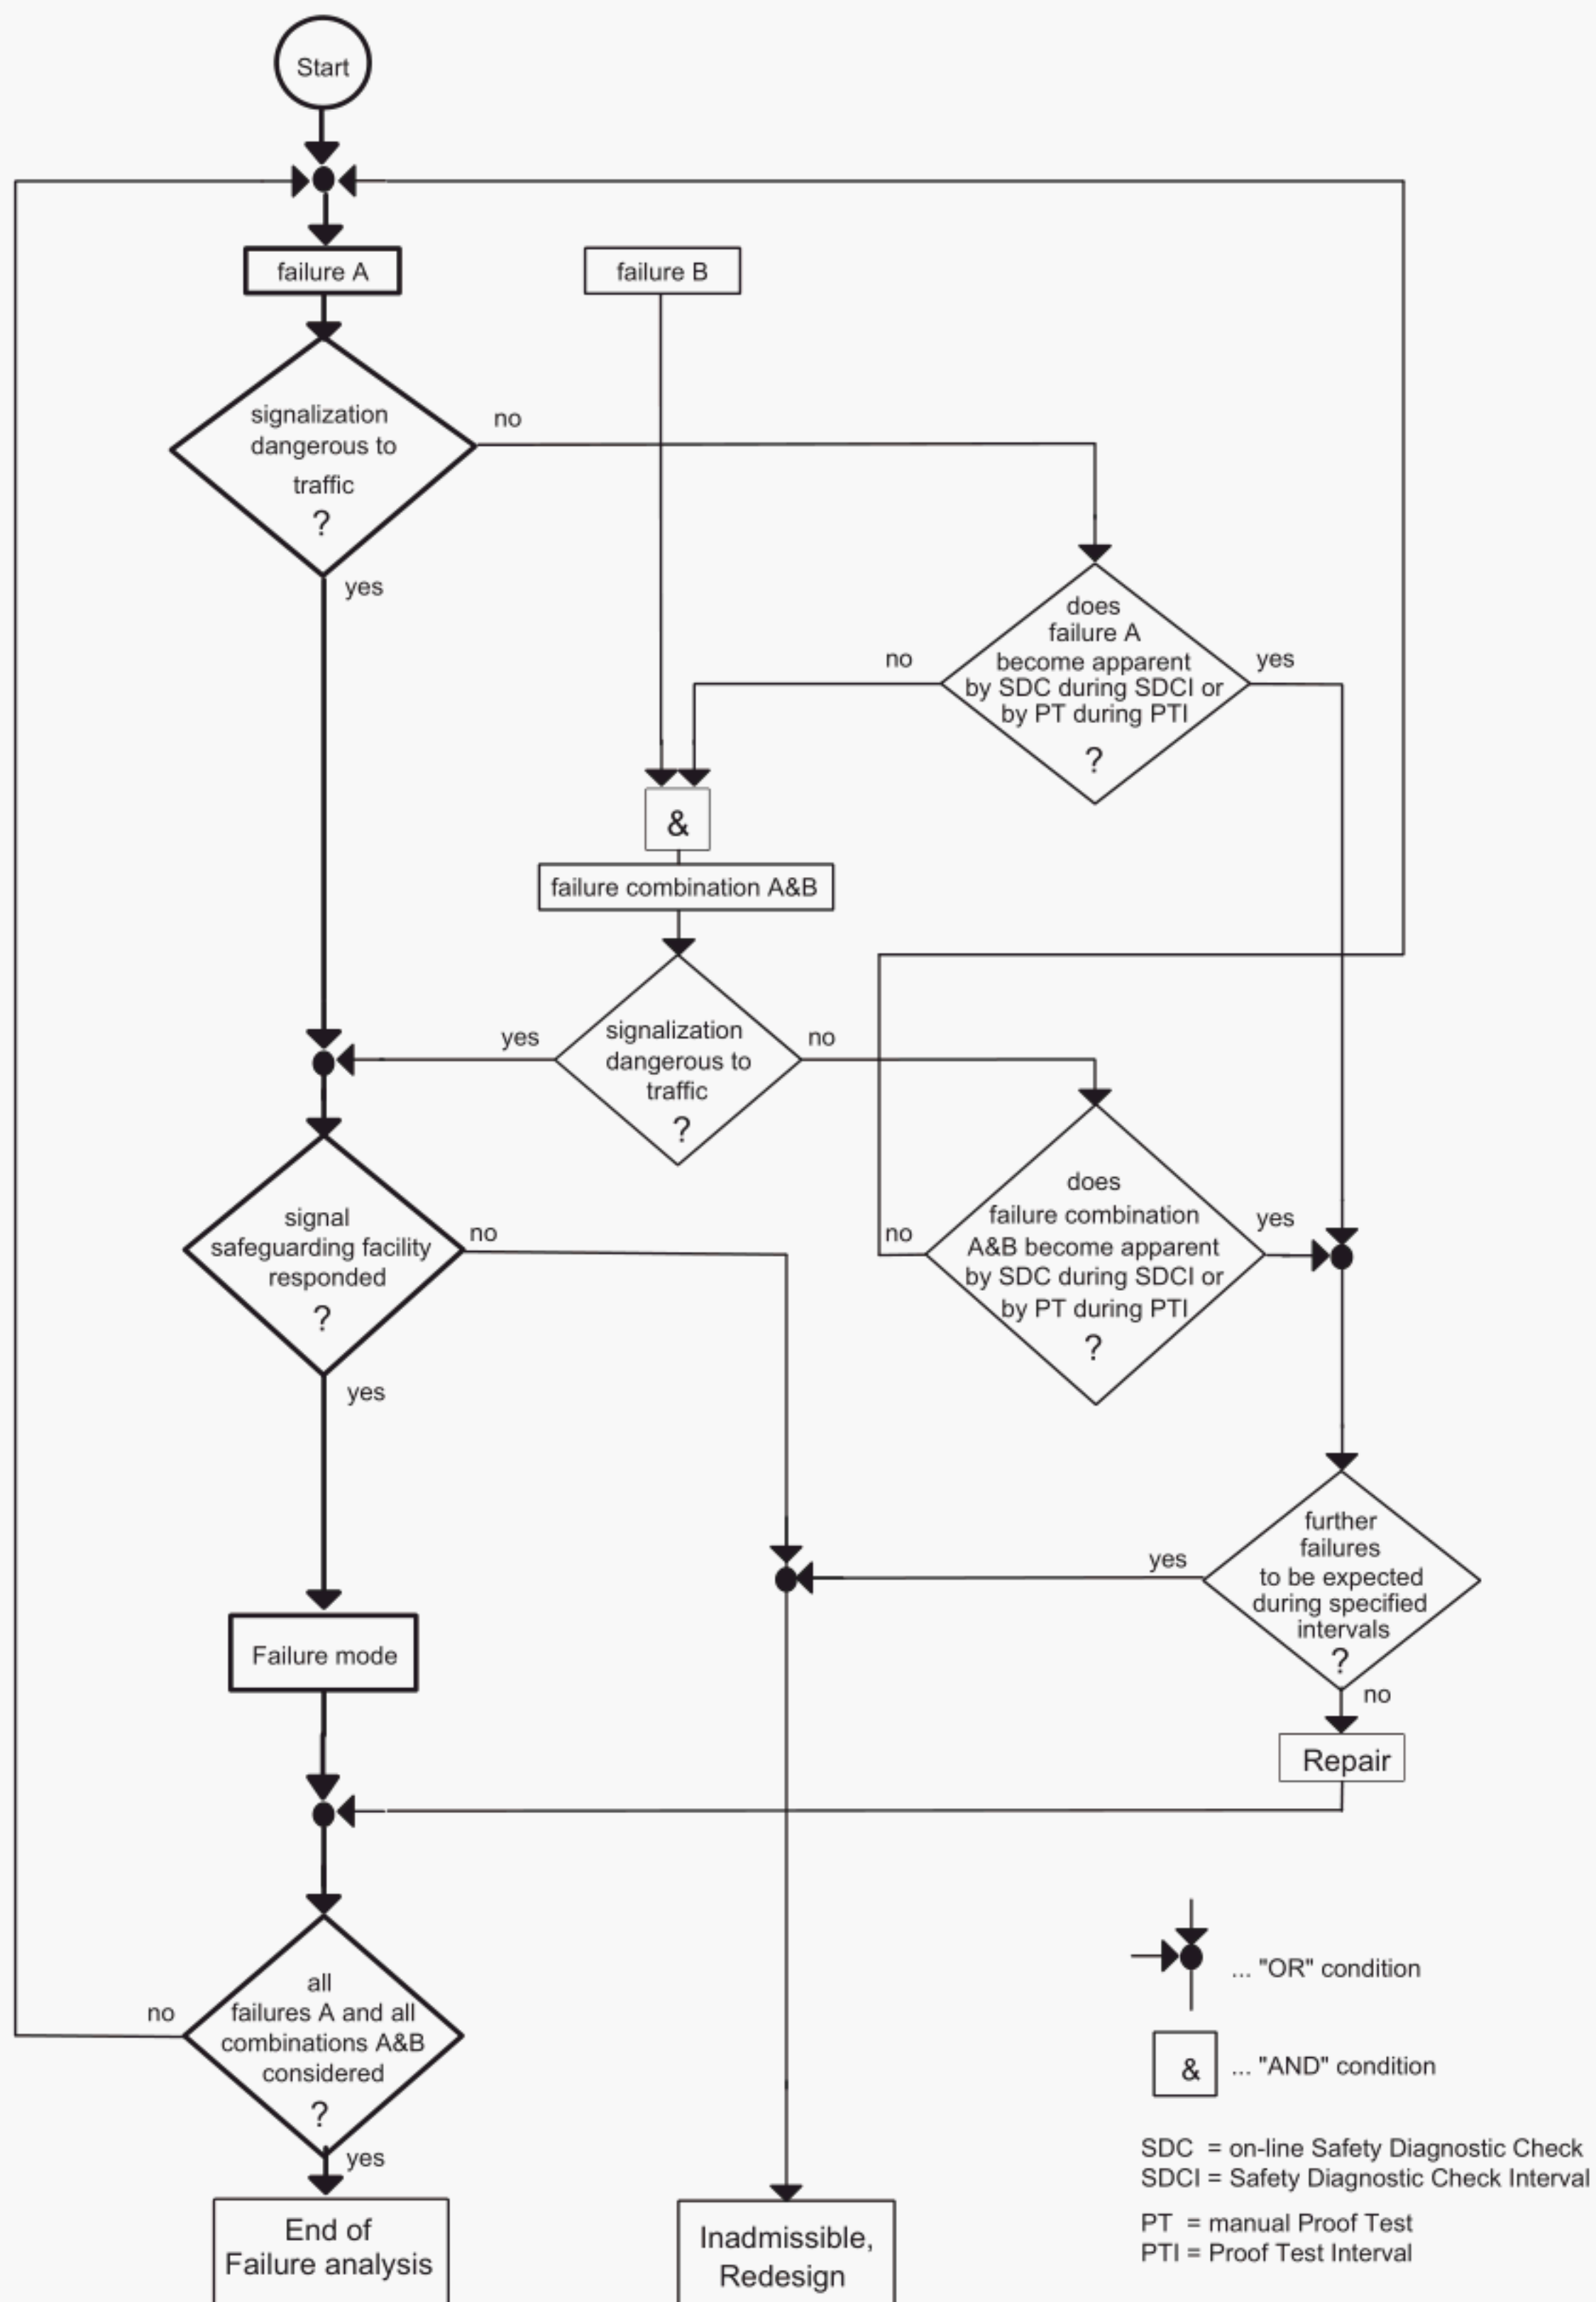 Start
failure A
failure B
signalization
dangerous to
traffic
?
no
yes
does
failure A
become apparent
by SDC during SDCI or
by PT during PTI
?
no
yes
&
failure combination A&B
signalization
dangerous to
traffic
?
yes
no
does
failure combination
A&B become apparent
by SDC during SDCI or
by PT during PTI
?
no
yes
signal
safeguarding facility
responded
?
no
yes
further
failures
to be expected
during specified
intervals
?
yes
no
Failure mode
Repair
all
failures A and all
combinations A&B
considered
?
no
yes
End of
Failure analysis
Inadmissible,
Redesign
... "OR" condition
& ... "AND" condition
SDC = on-line Safety Diagnostic Check
SDCI = Safety Diagnostic Check Interval
PT = manual Proof Test
PTI = Proof Test Interval